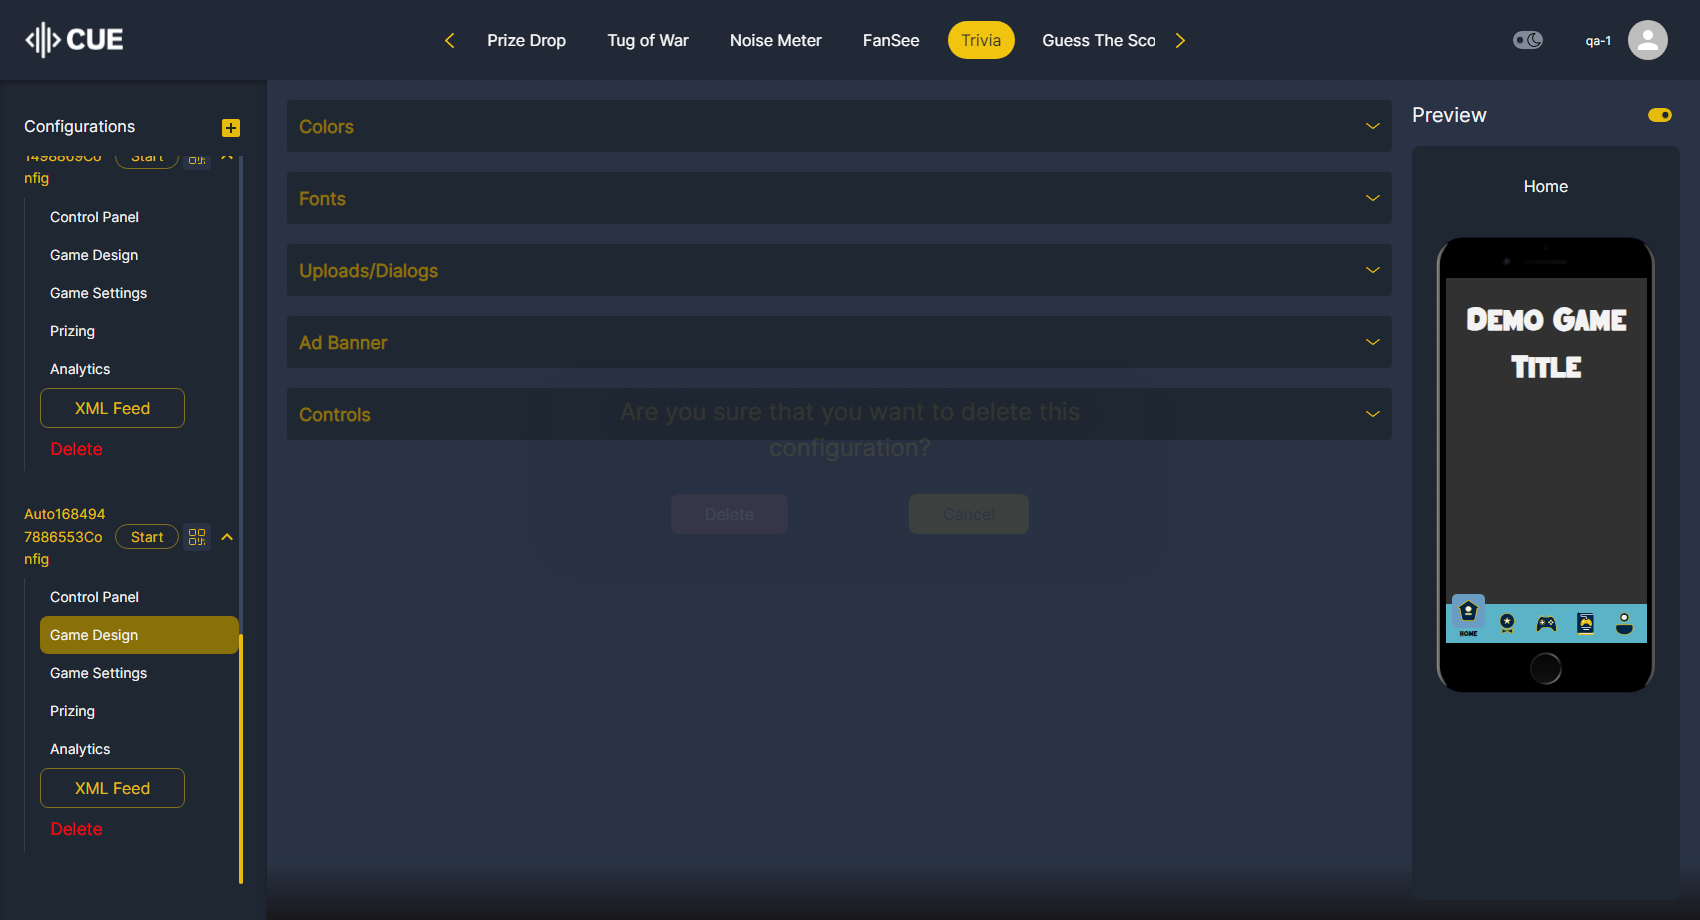 CUE
Prize Drop
Tug of War
Noise Meter
FanSee
Trivia
Guess The Sco
qa-1
Configurations
1498869Co
nfig
Start
Control Panel
Game Design
Game Settings
Prizing
Analytics
XML Feed
Delete
Auto168494
7886553Co
nfig
Start
Control Panel
Game Design
Game Settings
Prizing
Analytics
XML Feed
Delete
Colors
Fonts
Uploads/Dialogs
Ad Banner
Controls
Are you sure that you want to delete this
configuration?
Delete
Cancel
Preview
Home
Demo Game
Title
HOME